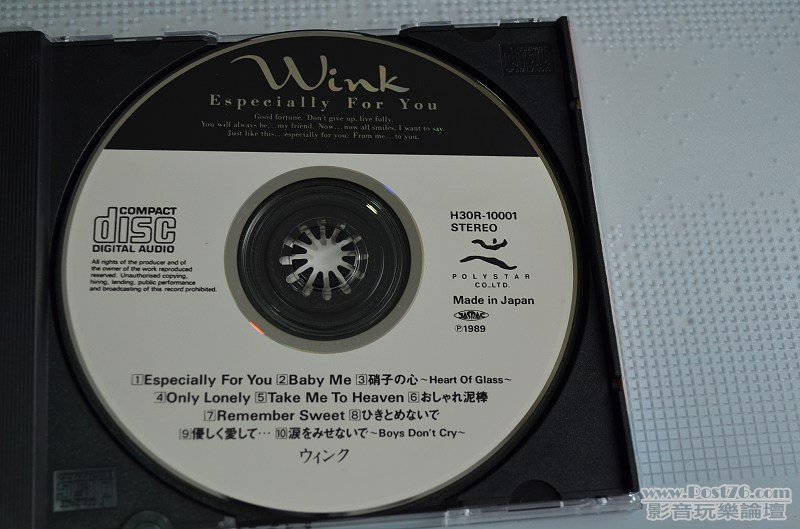 Wink
Especially For You
Good fortune. Don't give up, live fully.
You will always be...my friend. Now...now all smiles, I want to say.
Just like this...especially for you. From me...to you.
COMPACT
disc
DIGITAL AUDIO
All rights of the producer and of
the owner of the work reproduced
reserved. Unauthorised copying,
hiring, lending, public performance
and broadcasting of this record prohibited.
H30R-10001
STEREO
POLYSTAR
CO.,LTD.
Made in Japan
JASRAC
Ⓟ1989
1Especially For You 2Baby Me 3硝子の心~Heart Of Glass~
4Only Lonely 5Take Me To Heaven 6おしゃれ泥棒
7Remember Sweet 8ひきとめないで
9優しく愛して… 10涙をみせないで~Boys Don't Cry~
ウィンク
www.Post76.com
影音玩樂論壇